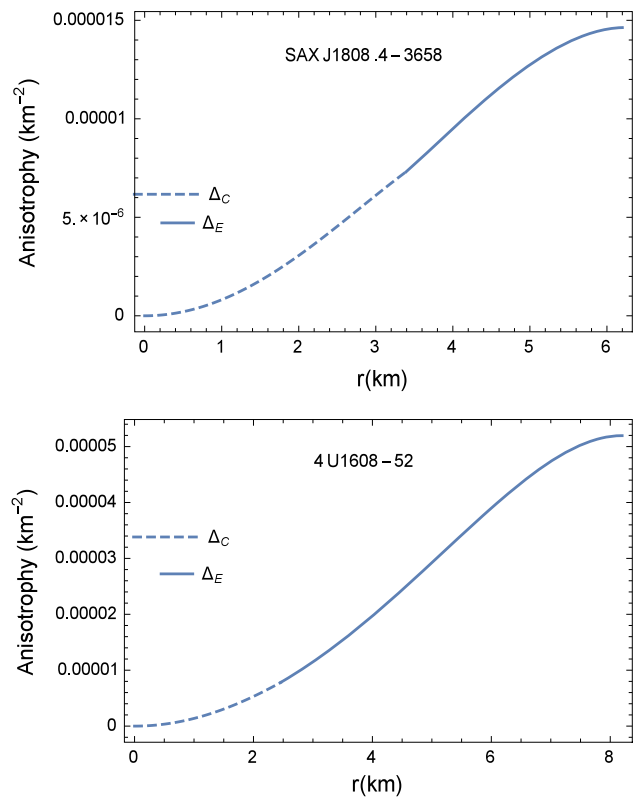 0.000015
SAX J1808 .4 – 3658
0.00001
Δ_C
5. × 10⁻⁶
Δ_E
0
Anisotrophy (km⁻²)
0 1 2 3 4 5 6
r(km)
0.00005
4 U1608 – 52
0.00004
Δ_C
0.00003
Δ_E
0.00002
0.00001
0
Anisotrophy (km⁻²)
0 2 4 6 8
r(km)